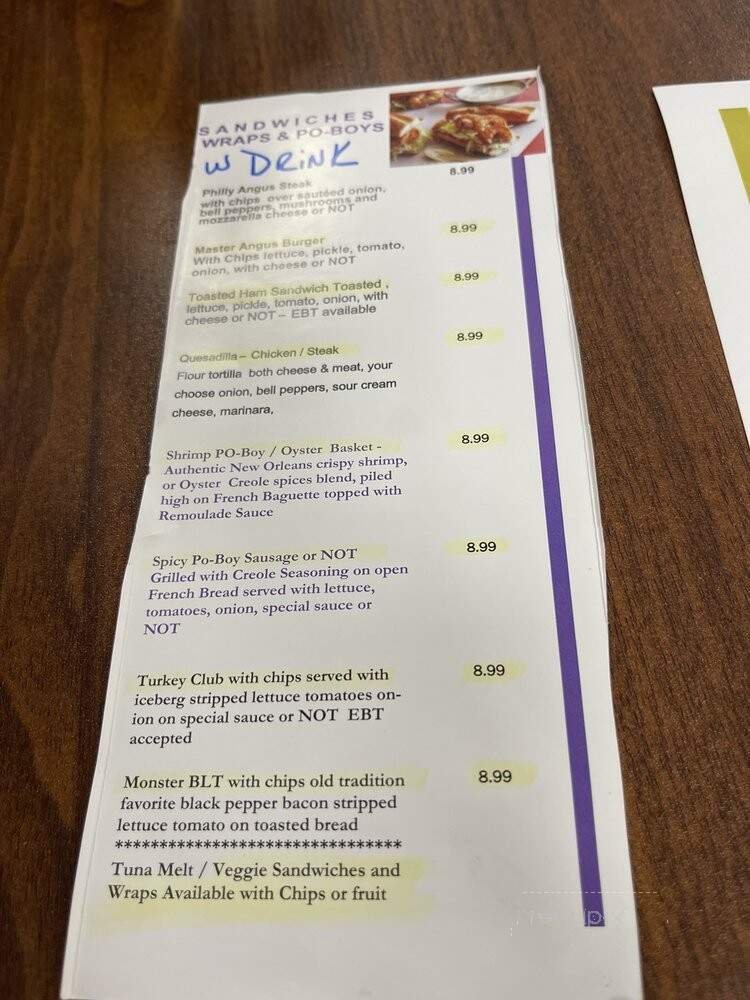 SANDWICHES
WRAPS & PO-BOYS
W DRiNK
Philly Angus Steak 8.99
with chips over sautéed onion,
bell peppers, mushrooms and
mozzarella cheese or NOT
Master Angus Burger 8.99
With Chips lettuce, pickle, tomato,
onion, with cheese or NOT
Toasted Ham Sandwich Toasted , 8.99
lettuce, pickle, tomato, onion, with
cheese or NOT – EBT available
Quesadilla – Chicken / Steak 8.99
Flour tortilla both cheese & meat, your
choose onion, bell peppers, sour cream
cheese, marinara,
Shrimp PO-Boy / Oyster Basket - 8.99
Authentic New Orleans crispy shrimp,
or Oyster Creole spices blend, piled
high on French Baguette topped with
Remoulade Sauce
Spicy Po-Boy Sausage or NOT 8.99
Grilled with Creole Seasoning on open
French Bread served with lettuce,
tomatoes, onion, special sauce or
NOT
Turkey Club with chips served with 8.99
iceberg stripped lettuce tomatoes on-
ion on special sauce or NOT EBT
accepted
Monster BLT with chips old tradition 8.99
favorite black pepper bacon stripped
lettuce tomato on toasted bread
********************************
Tuna Melt / Veggie Sandwiches and
Wraps Available with Chips or fruit